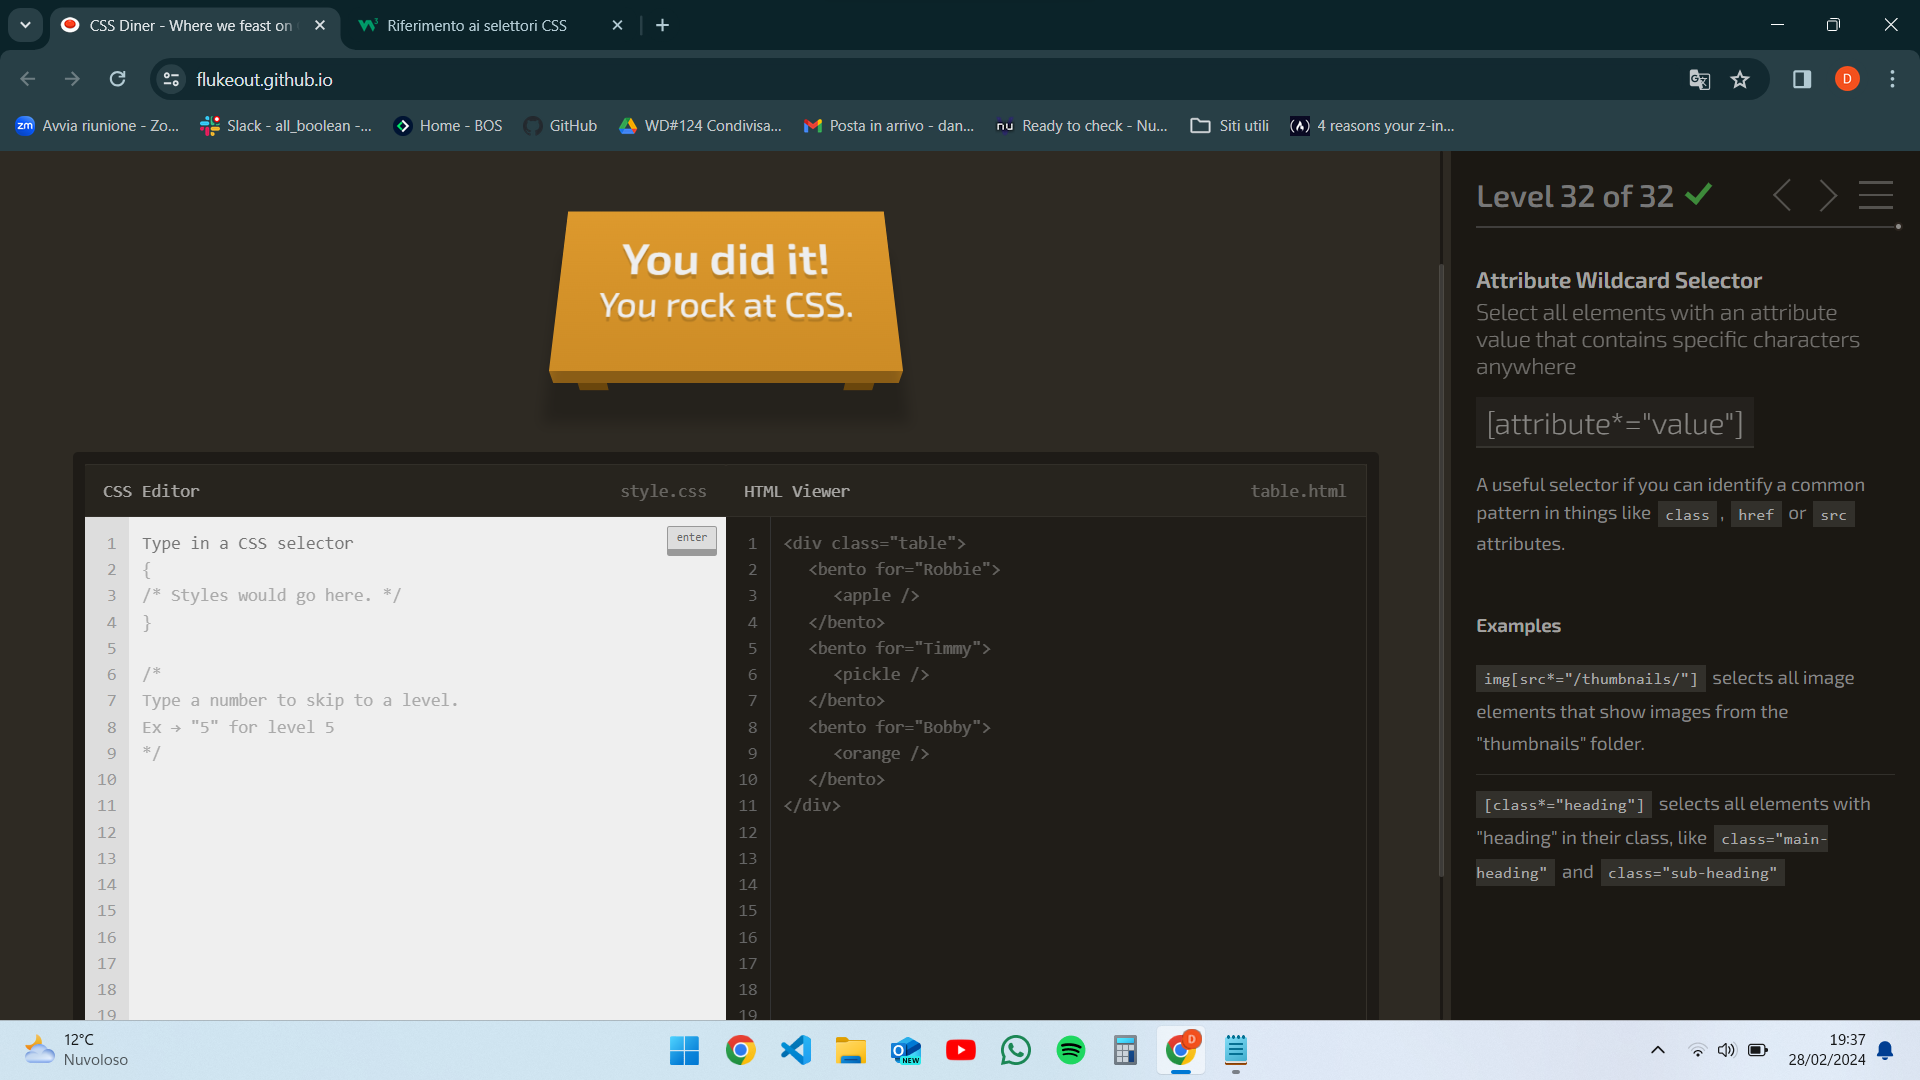 CSS Diner - Where we feast on
Riferimento ai selettori CSS
flukeout.github.io
D
zm Avvia riunione - Zo...
Slack - all_boolean -...
Home - BOS
GitHub
WD#124 Condivisa...
Posta in arrivo - dan...
nu Ready to check - Nu...
Siti utili
4 reasons your z-in...
You did it!
You rock at CSS.
Level 32 of 32
Attribute Wildcard Selector
Select all elements with an attribute
value that contains specific characters
anywhere
[attribute*="value"]
A useful selector if you can identify a common
pattern in things like class , href or src
attributes.
Examples
img[src*="/thumbnails/"] selects all image
elements that show images from the
"thumbnails" folder.
[class*="heading"] selects all elements with
"heading" in their class, like class="main-
heading" and class="sub-heading"
CSS Editor style.css
enter
1 Type in a CSS selector
2 {
3 /* Styles would go here. */
4 }
5
6 /*
7 Type a number to skip to a level.
8 Ex → "5" for level 5
9 */
10
11
12
13
14
15
16
17
18
19
HTML Viewer table.html
1 <div class="table">
2 <bento for="Robbie">
3 <apple />
4 </bento>
5 <bento for="Timmy">
6 <pickle />
7 </bento>
8 <bento for="Bobby">
9 <orange />
10 </bento>
11 </div>
12
13
14
15
16
17
18
19
12°C
Nuvoloso
NEW
D
19:37
28/02/2024